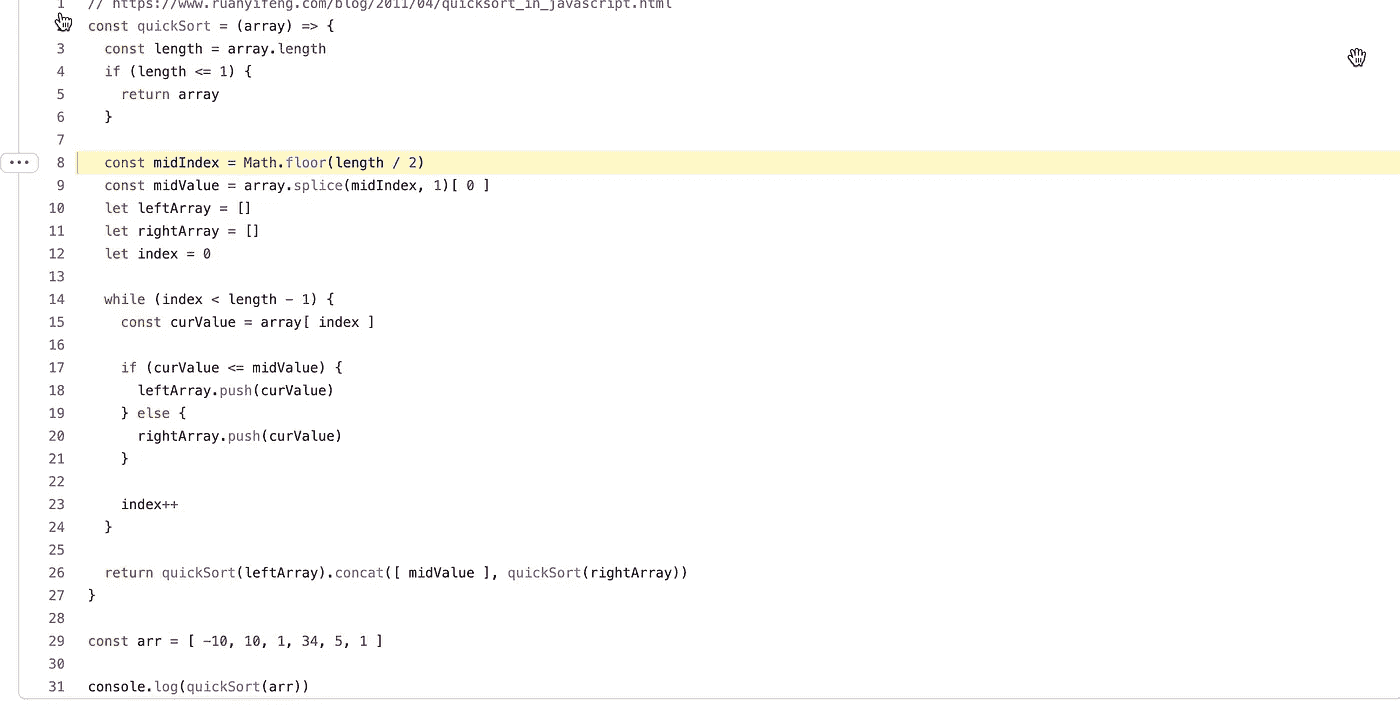 1 // https://www.ruanyifeng.com/blog/2011/04/quicksort_in_javascript.html
const quickSort = (array) => {
3   const length = array.length
4   if (length <= 1) {
5     return array
6   }
7
8   const midIndex = Math.floor(length / 2)
9   const midValue = array.splice(midIndex, 1)[ 0 ]
10   let leftArray = []
11   let rightArray = []
12   let index = 0
13
14   while (index < length - 1) {
15     const curValue = array[ index ]
16
17     if (curValue <= midValue) {
18       leftArray.push(curValue)
19     } else {
20       rightArray.push(curValue)
21     }
22
23     index++
24   }
25
26   return quickSort(leftArray).concat([ midValue ], quickSort(rightArray))
27 }
28
29 const arr = [ -10, 10, 1, 34, 5, 1 ]
30
31 console.log(quickSort(arr))